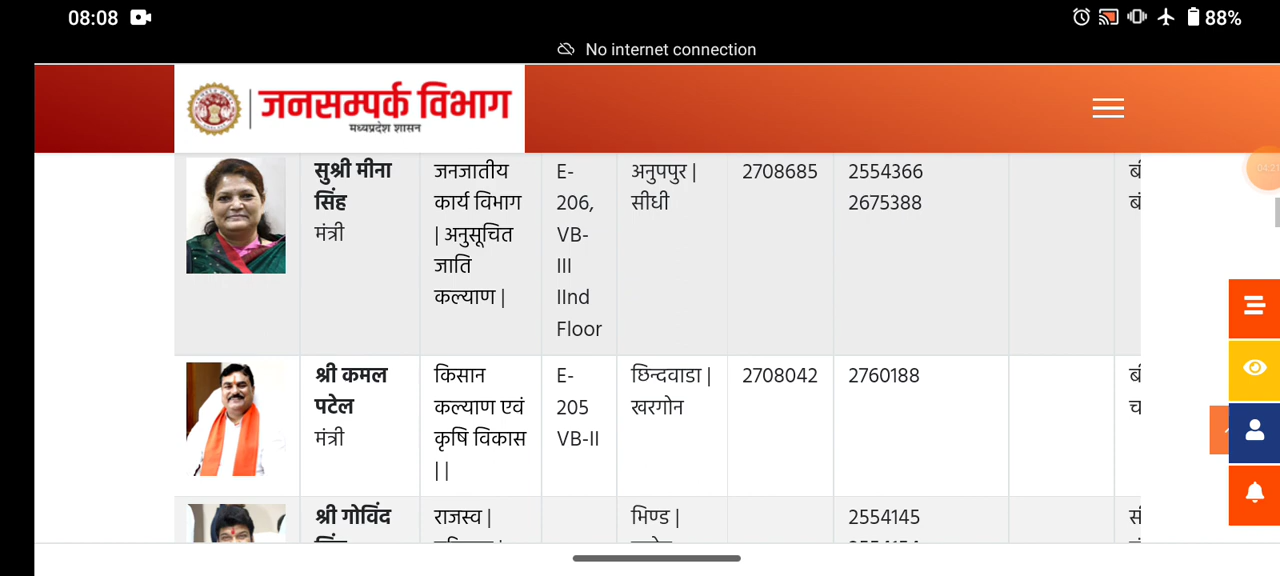 08:08
88%
No internet connection
जनसम्पर्क विभाग
मध्यप्रदेश शासन
सुश्री मीना
सिंह
मंत्री
जनजातीय
कार्य विभाग
| अनुसूचित
जाति
कल्याण |
E-
206,
VB-
III
IInd
Floor
अनुपपुर |
सीधी
2708685
2554366
2675388
श्री कमल
पटेल
मंत्री
किसान
कल्याण एवं
कृषि विकास
| |
E-
205
VB-II
छिन्दवाडा |
खरगोन
2708042
2760188
श्री गोविंद
राजस्व |
भिण्ड |
2554145